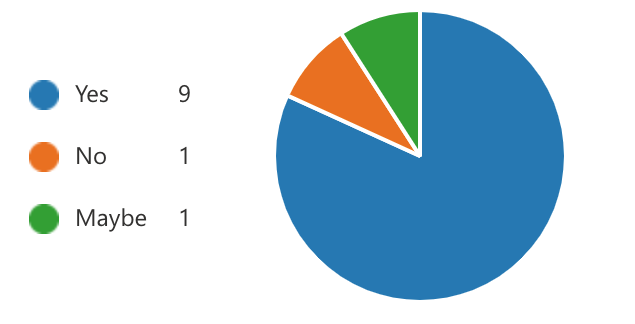 Yes 9
No 1
Maybe 1